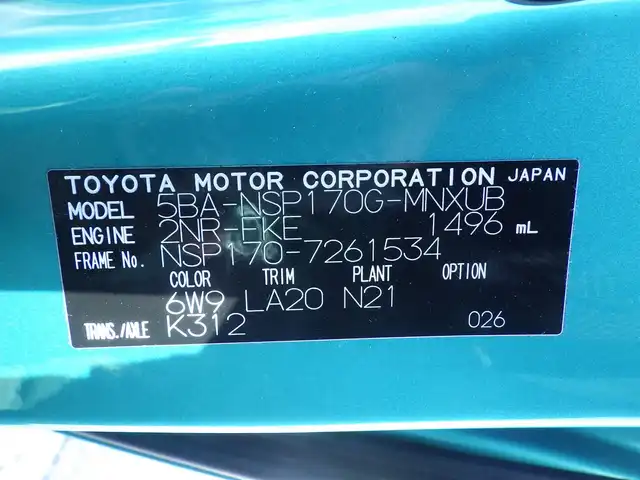 TOYOTA MOTOR CORPORATION JAPAN
MODEL 5BA-NSP170G-MNXUB
ENGINE 2NR-FKE 1496 mL
FRAME No. NSP170-7261534
COLOR TRIM PLANT OPTION
6W9 LA20 N21
TRANS./AXLE K312 026